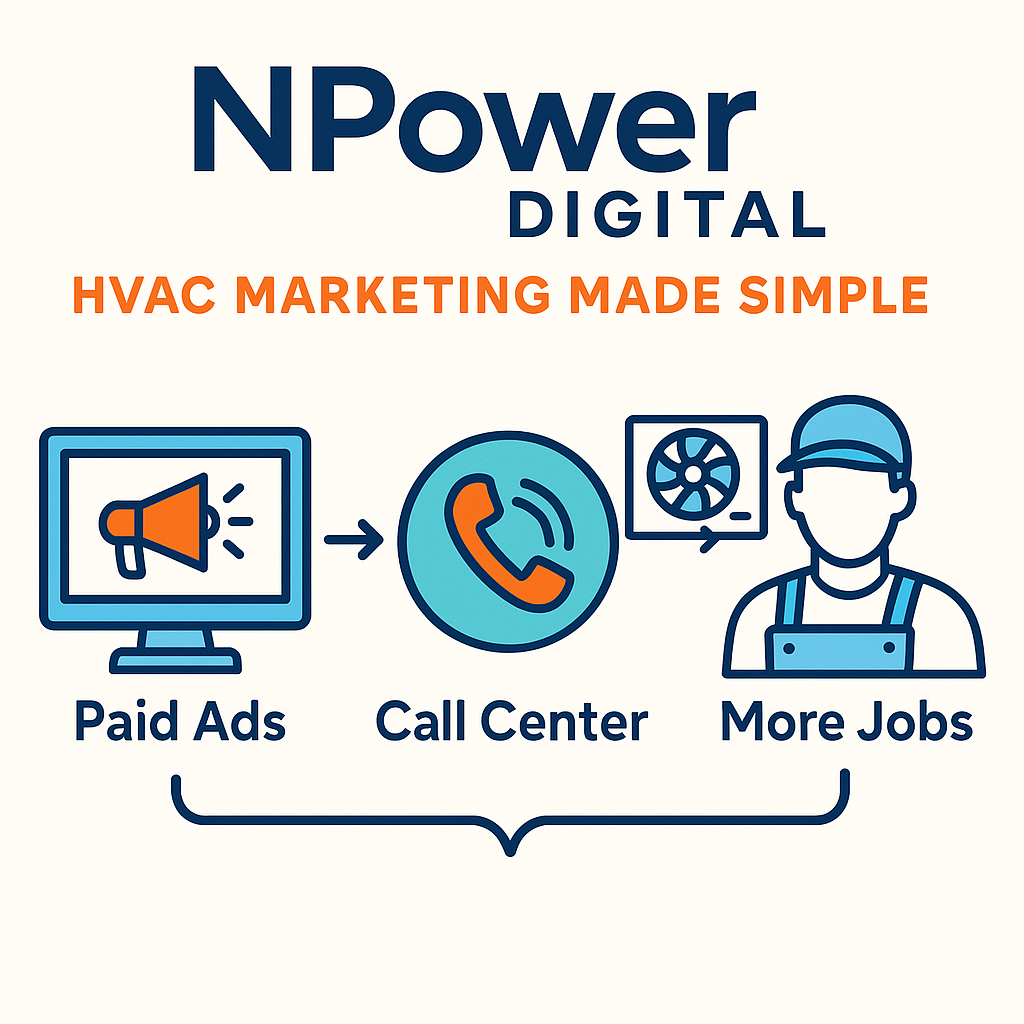 NPower
DIGITAL
HVAC MARKETING MADE SIMPLE
Paid Ads
Call Center
More Jobs